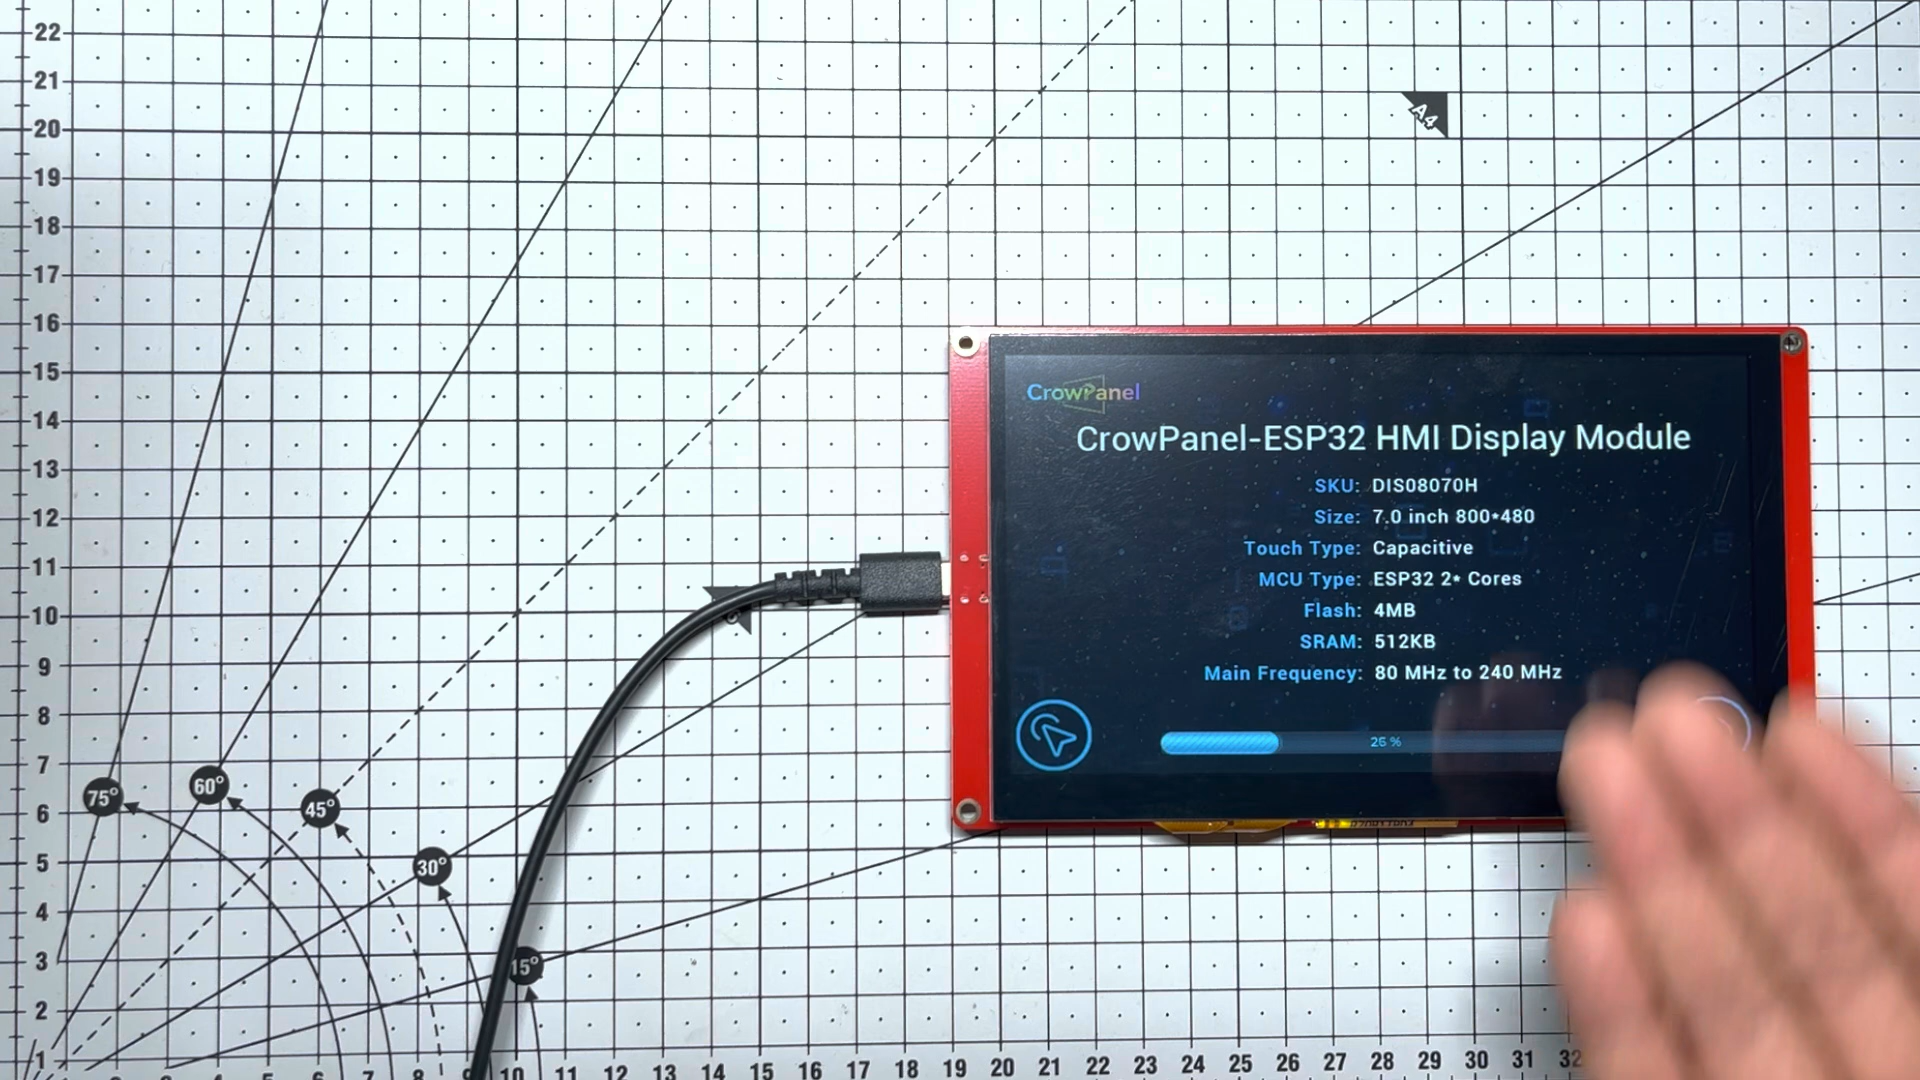 22
21
20
19
18
17
16
15
14
13
12
11
10
9
8
7
6
5
4
3
2
1
A4
CrowPanel
CrowPanel-ESP32 HMI Display Module
SKU: DIS08070H
Size: 7.0 inch 800*480
Touch Type: Capacitive
MCU Type: ESP32 2* Cores
Flash: 4MB
SRAM: 512KB
Main Frequency: 80 MHz to 240 MHz
26 %
75°
60°
45°
30°
15°
10 11 12 13 14 15 16 17 18 19 20 21 22 23 24 25 26 27 28 29 30 31 32